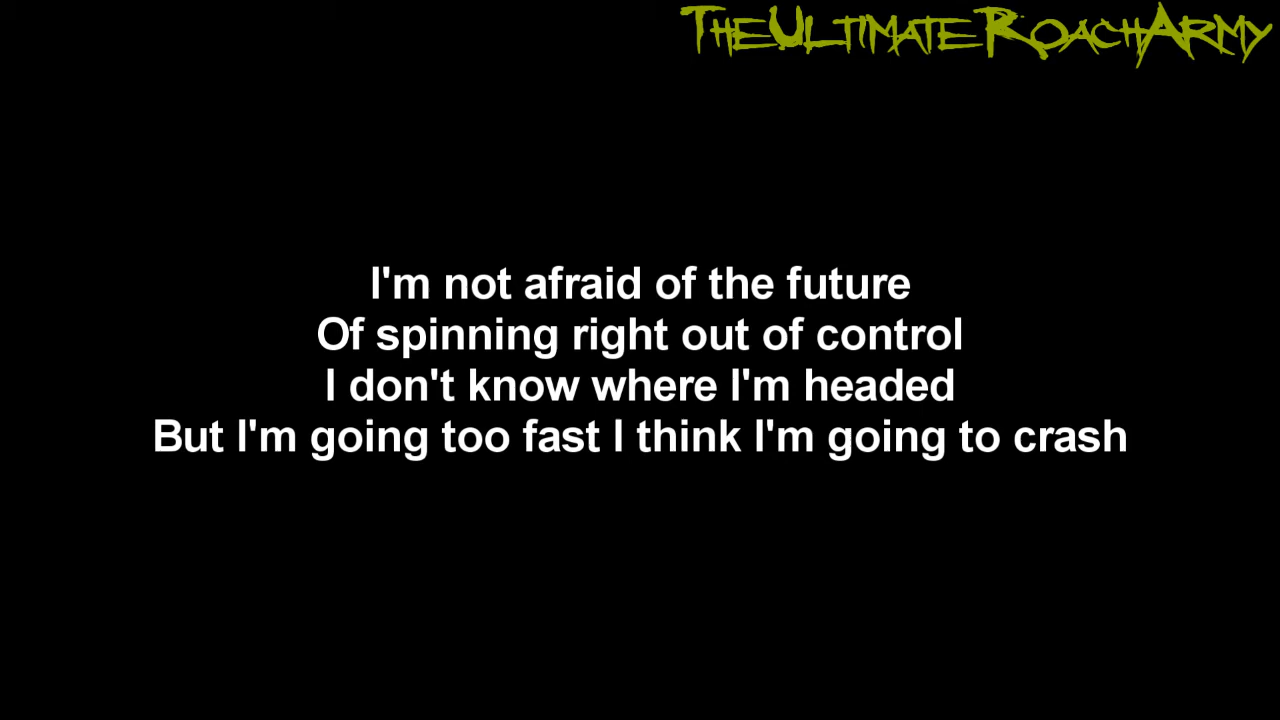 TheUltimateRoachArmy
I'm not afraid of the future
Of spinning right out of control
I don't know where I'm headed
But I'm going too fast I think I'm going to crash